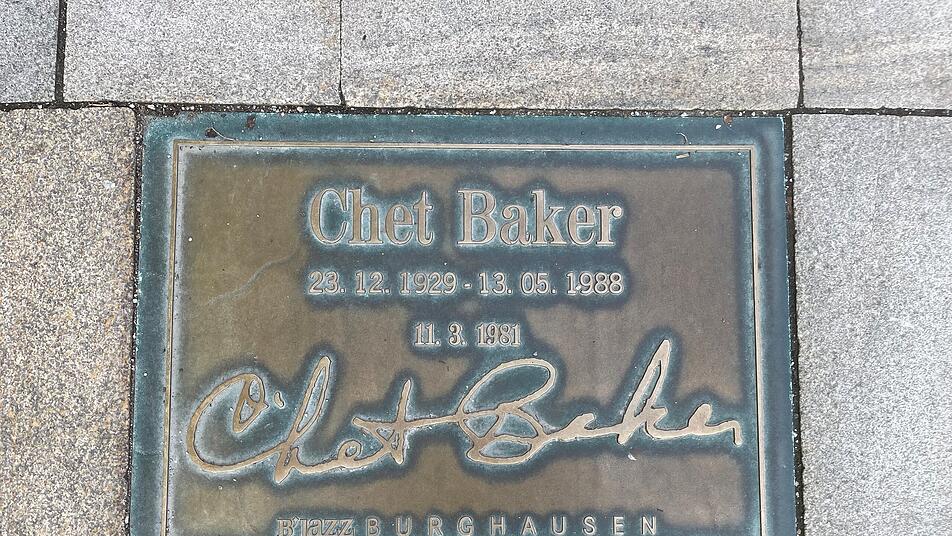 Chet Baker
23. 12. 1929 - 13. 05. 1988
11. 3. 1981
Chet Baker
B'jazz BURGHAUSEN